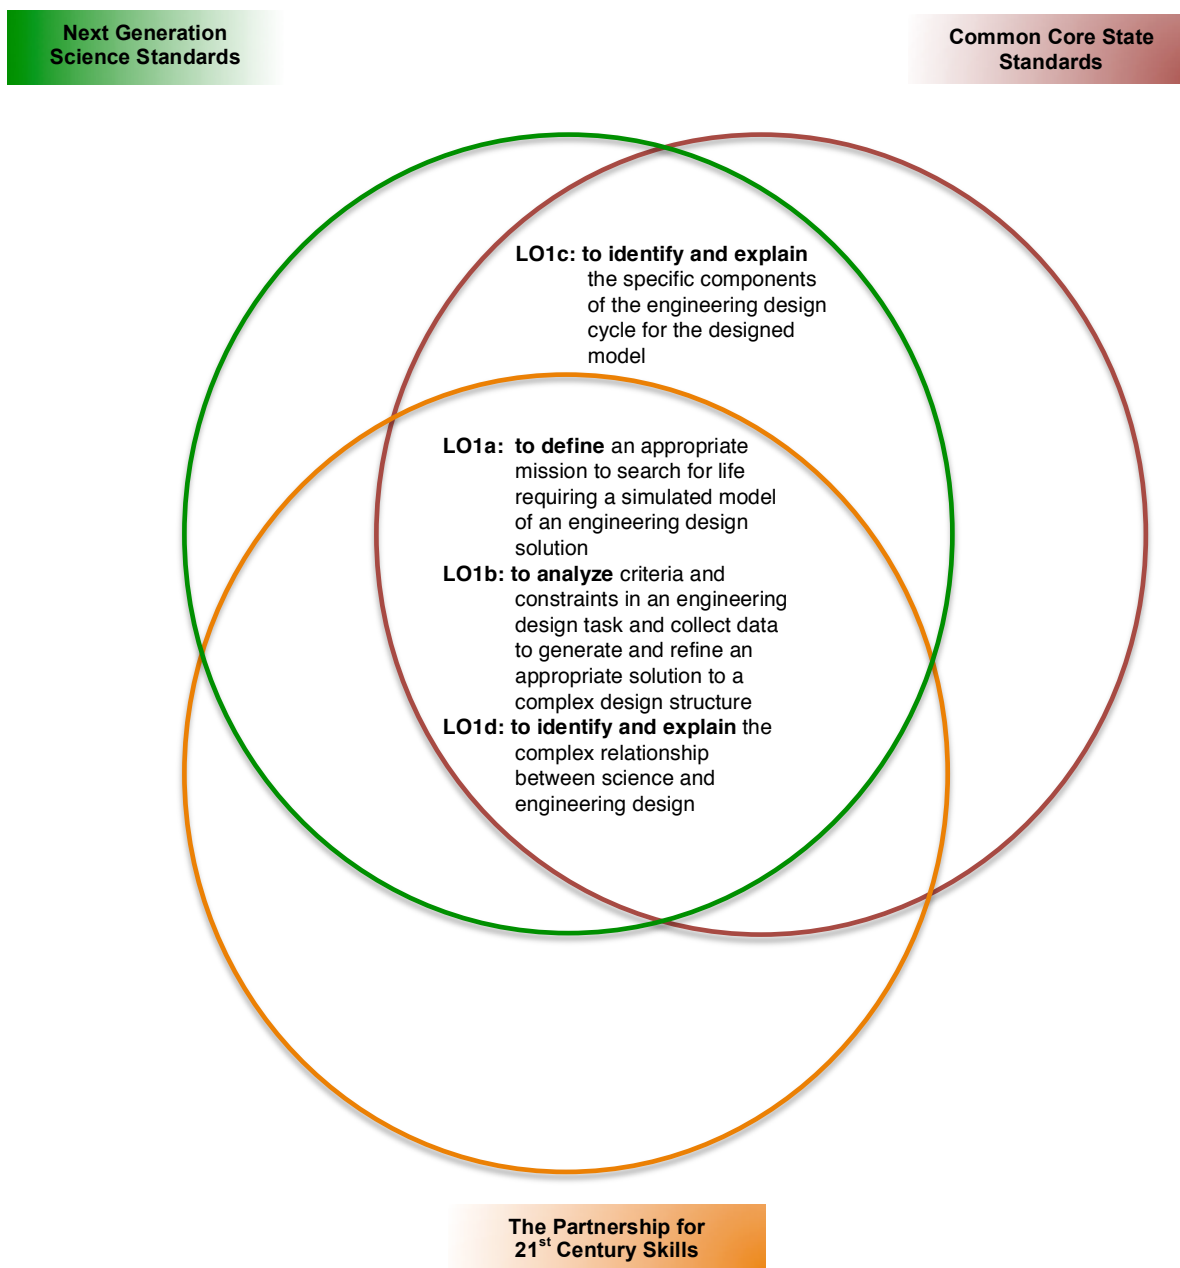 Next Generation
Science Standards
Common Core State
Standards
LO1c: to identify and explain
the specific components
of the engineering design
cycle for the designed
model
LO1a: to define an appropriate
mission to search for life
requiring a simulated model
of an engineering design
solution
LO1b: to analyze criteria and
constraints in an engineering
design task and collect data
to generate and refine an
appropriate solution to a
complex design structure
LO1d: to identify and explain the
complex relationship
between science and
engineering design
The Partnership for
21st Century Skills